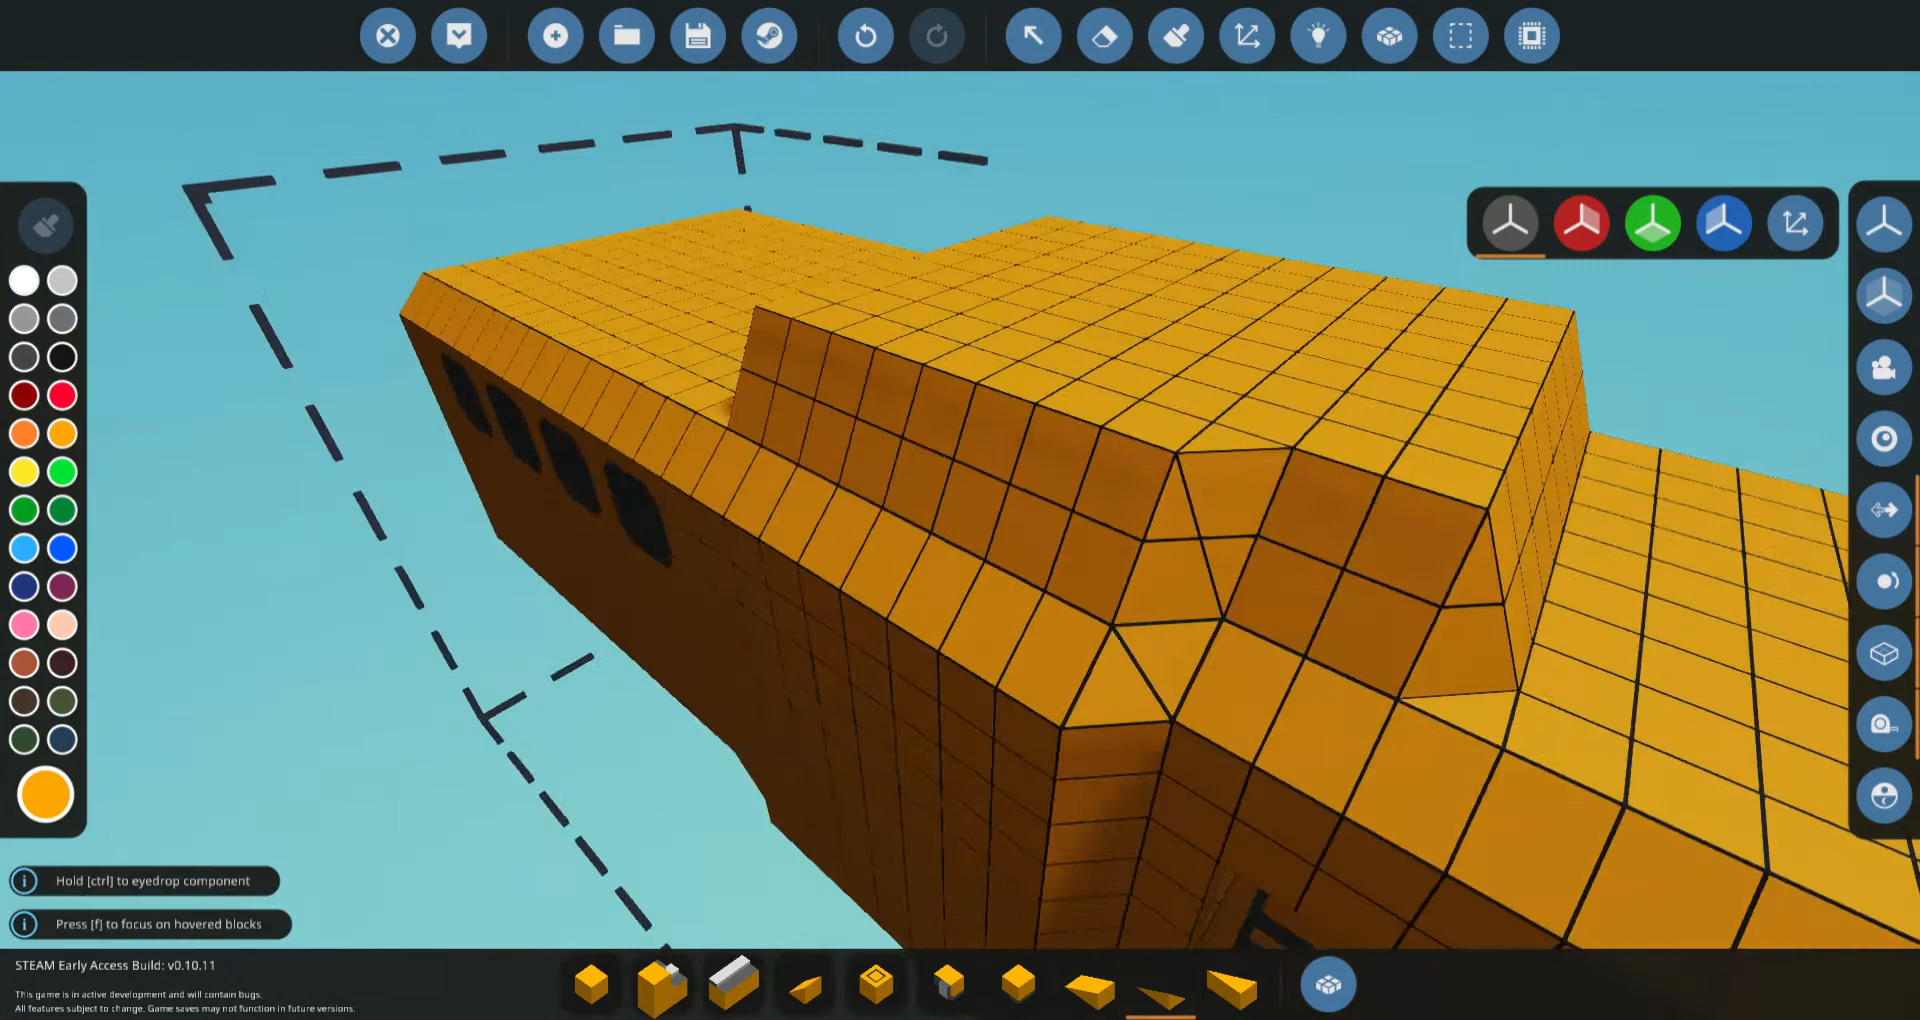 Hold [ctrl] to eyedrop component
Press [f] to focus on hovered blocks
STEAM Early Access Build: v0.10.11
This game is in active development and will contain bugs.
All features subject to change. Game saves may not function in future versions.